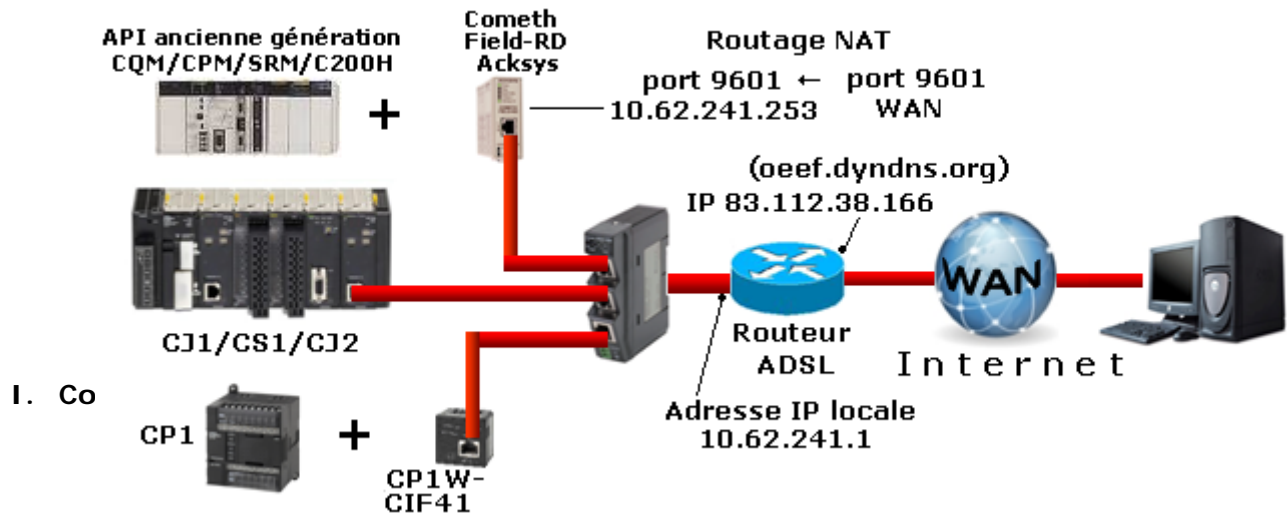 API ancienne génération
CQM/CPM/SRM/C200H
+
Cometh
Field-RD
Acksys
Routage NAT
port 9601 ← port 9601
10.62.241.253 WAN
(oeef.dyndns.org)
IP 83.112.38.166
CJ1/CS1/CJ2
WAN
Routeur
ADSL
Internet
I. Co
CP1
+
CP1W-
CIF41
Adresse IP locale
10.62.241.1